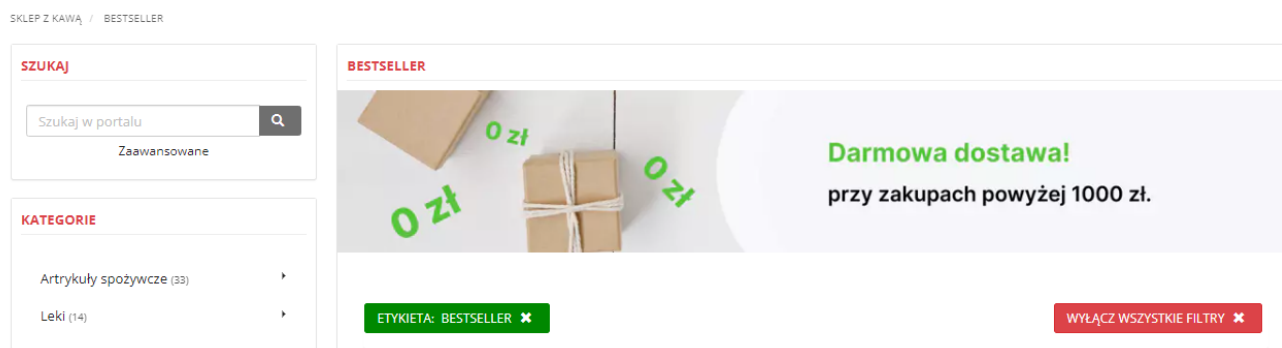 SKLEP Z KAWĄ / BESTSELLER
SZUKAJ
Szukaj w portalu
Zaawansowane
KATEGORIE
Artrykuły spożywcze (33)
Leki (14)
BESTSELLER
0 zł
0 zł
0 zł
Darmowa dostawa!
przy zakupach powyżej 1000 zł.
ETYKIETA: BESTSELLER ✖
WYŁĄCZ WSZYSTKIE FILTRY ✖